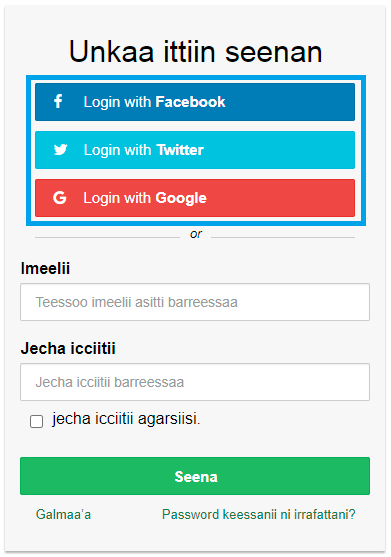 Unkaa ittiin seenan
Login with Facebook
Login with Twitter
Login with Google
or
Imeelii
Teessoo imeelii asitti barreessaa
Jecha icciitii
Jecha icciitii barreessaa
jecha icciitii agarsiisi.
Seena
Galmaa'a Password keessanii ni irrafattani?